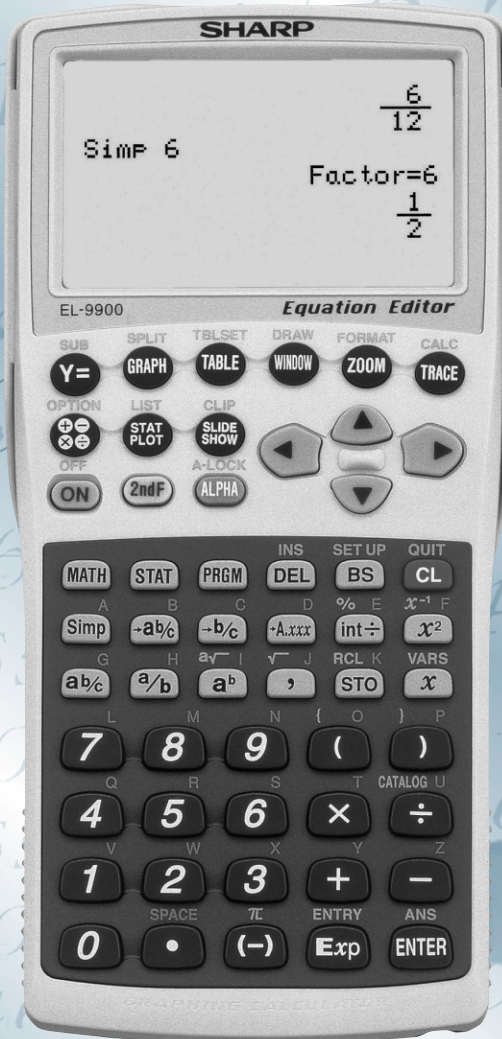 SHARP
6
12
Simp 6
Factor=6
1
2
EL-9900 Equation Editor
SUB SPLIT TBLSET DRAW FORMAT CALC
Y= GRAPH TABLE WINDOW ZOOM TRACE
OPTION LIST CLIP
+ − × ÷ STAT PLOT SLIDE SHOW
OFF A-LOCK
ON 2ndF ALPHA
INS SET UP QUIT
MATH STAT PRGM DEL BS CL
A B C D % E x⁻¹ F
Simp →ab/c →b/c →A.xxx int÷ x²
G H a√ I √ J RCL K VARS
ab/c a/b aᵇ , STO x
L M N { O } P
7 8 9 ( )
Q R S T CATALOG U
4 5 6 × ÷
V W X Y Z
1 2 3 + −
SPACE π ENTRY ANS
0 • (−) Exp ENTER
GRAPHING CALCULATOR